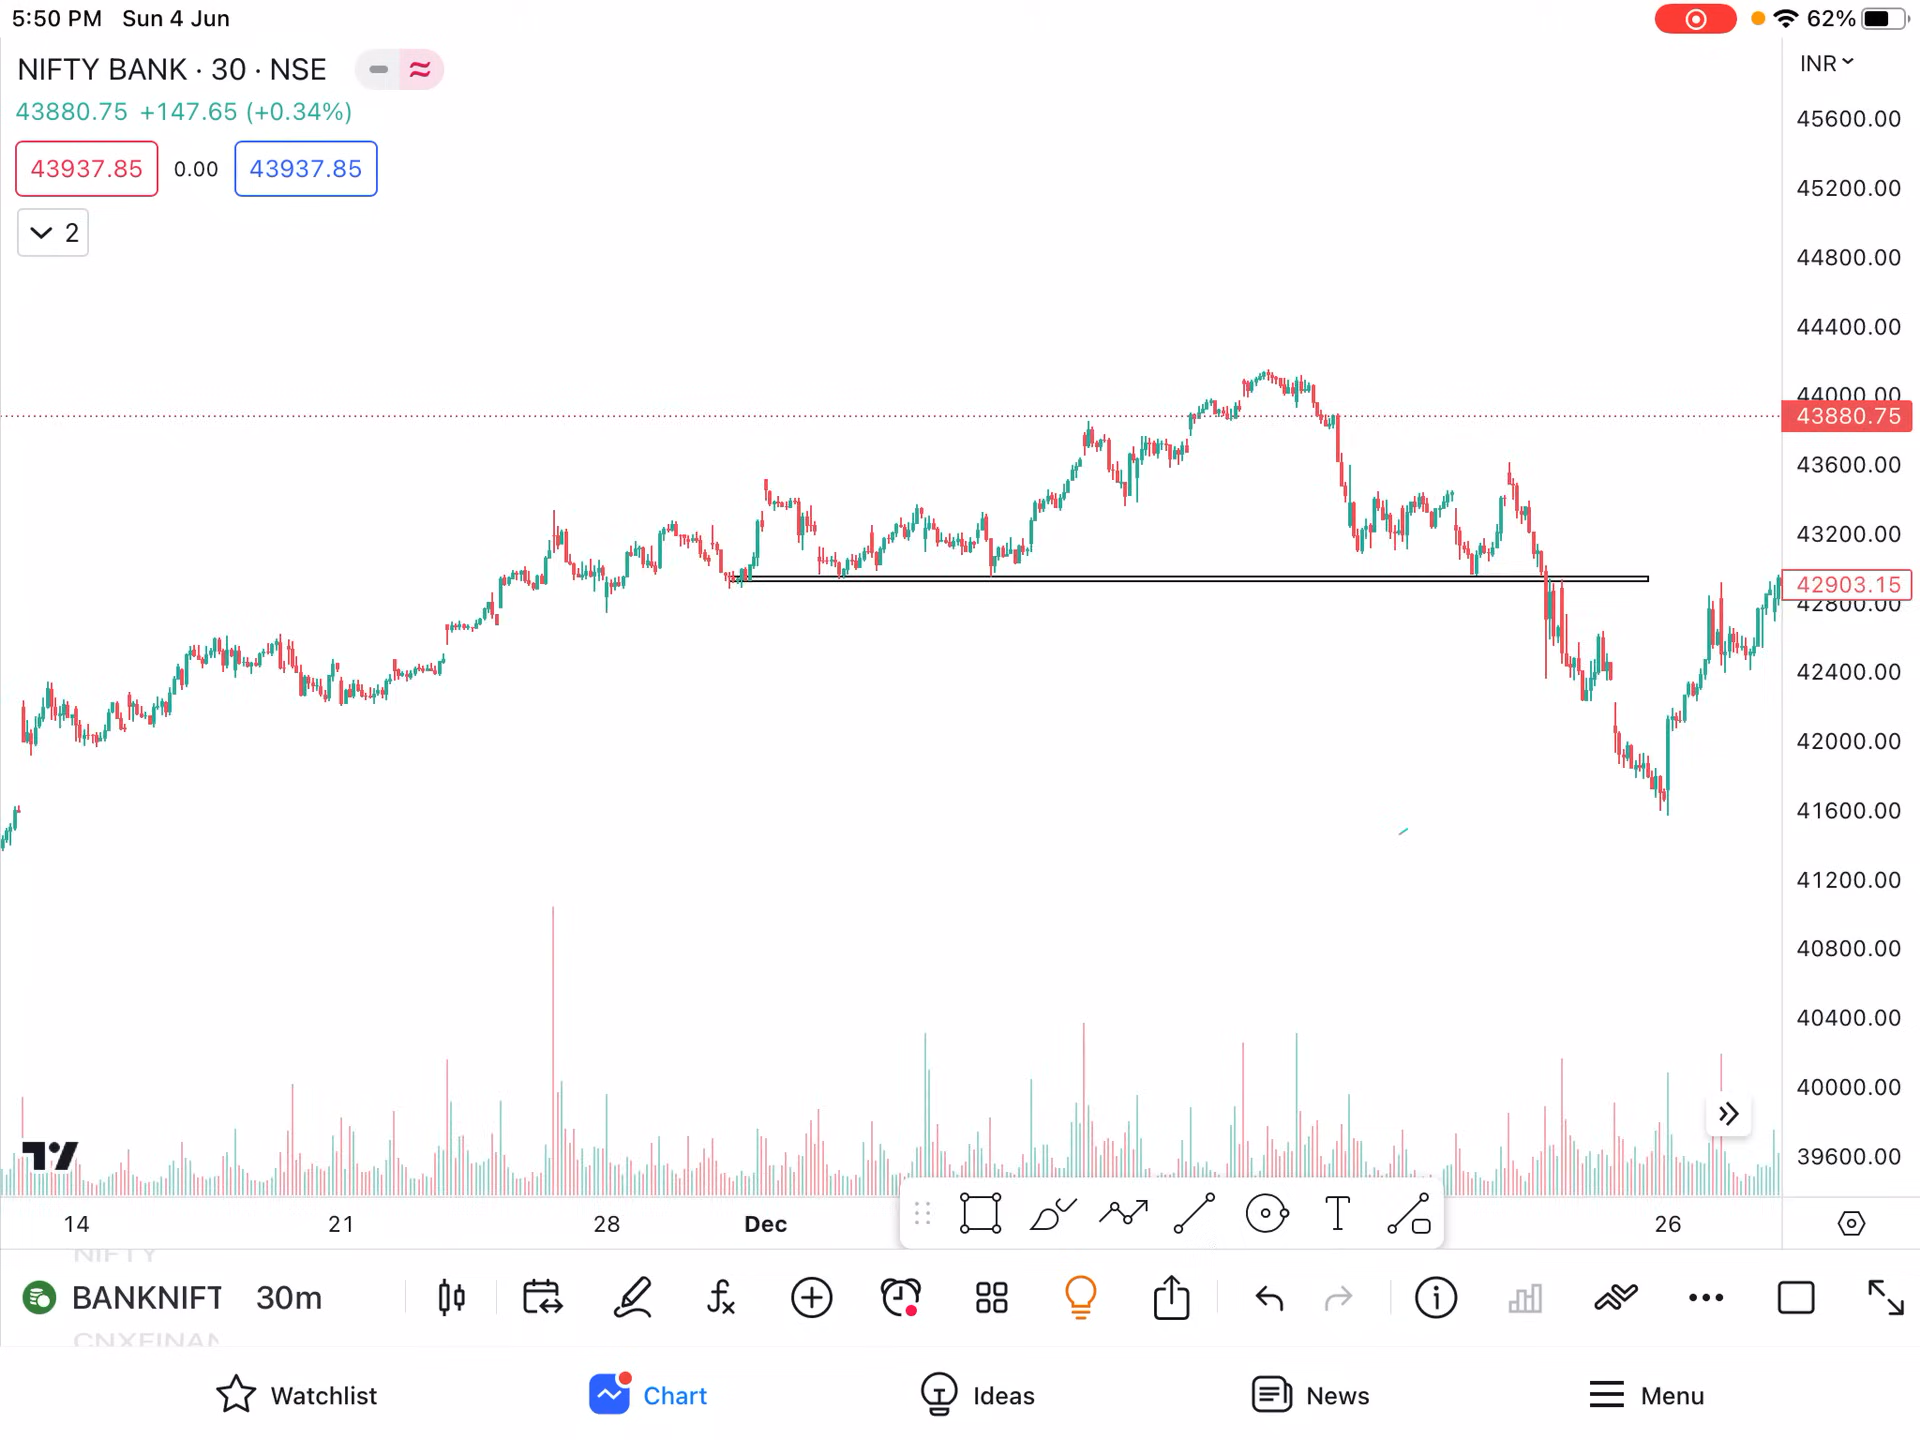 5:50 PM Sun 4 Jun
62%
NIFTY BANK · 30 · NSE
INR
43880.75 +147.65 (+0.34%)
43937.85 0.00 43937.85
2
45600.00
45200.00
44800.00
44400.00
44000.00
43880.75
43600.00
43200.00
42903.15
42800.00
42400.00
42000.00
41600.00
41200.00
40800.00
40400.00
40000.00
39600.00
14 21 28 Dec 26
NIFTY
BANKNIFT 30m
CNXFINAN
Watchlist Chart Ideas News Menu